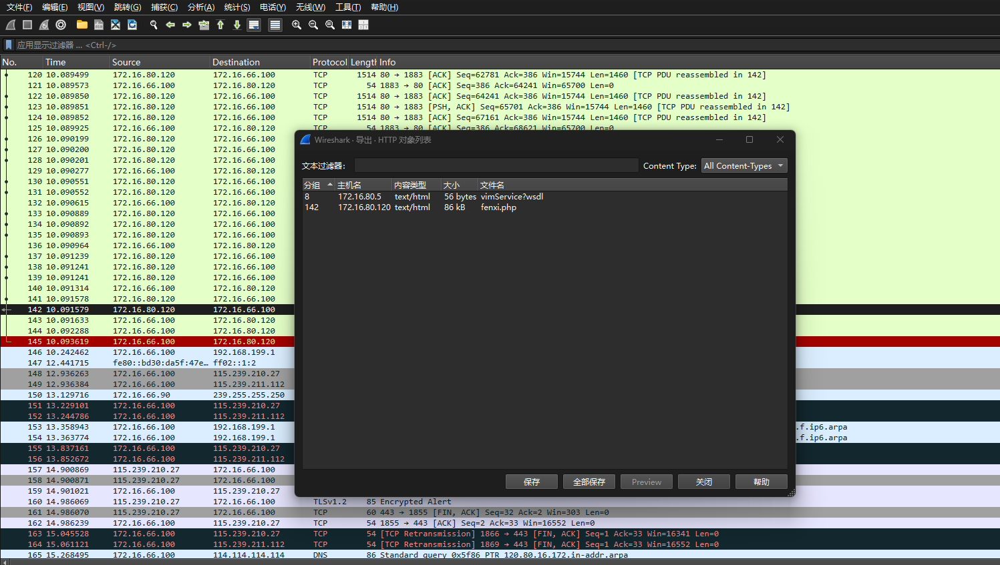 文件(F) 编辑(E) 视图(V) 跳转(G) 捕获(C) 分析(A) 统计(S) 电话(Y) 无线(W) 工具(T) 帮助(H)
应用显示过滤器 … <Ctrl-/>
No. Time Source Destination Protocol Length Info
120 10.089499 172.16.80.120 172.16.66.100 TCP 1514 80 → 1883 [ACK] Seq=62781 Ack=386 Win=15744 Len=1460 [TCP PDU reassembled in 142]
121 10.089573 172.16.66.100 172.16.80.120 TCP 54 1883 → 80 [ACK] Seq=386 Ack=64241 Win=65700 Len=0
122 10.089850 172.16.80.120 172.16.66.100 TCP 1514 80 → 1883 [ACK] Seq=64241 Ack=386 Win=15744 Len=1460 [TCP PDU reassembled in 142]
123 10.089851 172.16.80.120 172.16.66.100 TCP 1514 80 → 1883 [PSH, ACK] Seq=65701 Ack=386 Win=15744 Len=1460 [TCP PDU reassembled in 142]
124 10.089852 172.16.80.120 172.16.66.100 TCP 1514 80 → 1883 [ACK] Seq=67161 Ack=386 Win=15744 Len=1460 [TCP PDU reassembled in 142]
125 10.089925 172.16.66.100 172.16.80.120 TCP 54 1883 → 80 [ACK] Seq=386 Ack=68621 Win=65700 Len=0
126 10.090199 172.16.80.120 172.16.66.100
127 10.090200 172.16.80.120 172.16.66.100
128 10.090201 172.16.80.120 172.16.66.100
129 10.090277 172.16.66.100 172.16.80.120
130 10.090551 172.16.80.120 172.16.66.100
131 10.090552 172.16.80.120 172.16.66.100
132 10.090615 172.16.66.100 172.16.80.120
133 10.090889 172.16.80.120 172.16.66.100
134 10.090892 172.16.80.120 172.16.66.100
135 10.090893 172.16.80.120 172.16.66.100
136 10.090964 172.16.66.100 172.16.80.120
137 10.091239 172.16.80.120 172.16.66.100
138 10.091241 172.16.80.120 172.16.66.100
139 10.091241 172.16.80.120 172.16.66.100
140 10.091314 172.16.66.100 172.16.80.120
141 10.091578 172.16.80.120 172.16.66.100
142 10.091579 172.16.80.120 172.16.66.100
143 10.091633 172.16.66.100 172.16.80.120
144 10.092288 172.16.66.100 172.16.80.120
145 10.093619 172.16.66.100 172.16.80.120
146 10.242462 172.16.66.100 192.168.199.1
147 12.441715 fe80::bd30:da5f:47e… ff02::1:2
148 12.936263 172.16.66.100 115.239.210.27
149 12.936384 172.16.66.100 115.239.211.112
150 13.129716 172.16.66.90 239.255.255.250
151 13.229101 172.16.66.100 115.239.210.27
152 13.244786 172.16.66.100 115.239.211.112
153 13.358943 172.16.66.100 192.168.199.1 .f.ip6.arpa
154 13.363774 172.16.66.100 192.168.199.1 .f.ip6.arpa
155 13.837161 172.16.66.100 115.239.210.27
156 13.852672 172.16.66.100 115.239.211.112
157 14.900869 115.239.210.27 172.16.66.100
158 14.900871 115.239.210.27 172.16.66.100
159 14.901021 172.16.66.100 115.239.210.27
160 14.986069 115.239.210.27 172.16.66.100 TLSv1.2 85 Encrypted Alert
161 14.986070 115.239.210.27 172.16.66.100 TCP 60 443 → 1855 [FIN, ACK] Seq=32 Ack=2 Win=303 Len=0
162 14.986239 172.16.66.100 115.239.210.27 TCP 54 1855 → 443 [ACK] Seq=2 Ack=33 Win=16552 Len=0
163 15.045528 172.16.66.100 115.239.210.27 TCP 54 [TCP Retransmission] 1866 → 443 [FIN, ACK] Seq=1 Ack=33 Win=16341 Len=0
164 15.061121 172.16.66.100 115.239.211.112 TCP 54 [TCP Retransmission] 1869 → 443 [FIN, ACK] Seq=1 Ack=33 Win=16552 Len=0
165 15.268495 172.16.66.100 114.114.114.114 DNS 86 Standard query 0x5f86 PTR 120.80.16.172.in-addr.arpa
Wireshark · 导出 · HTTP 对象列表
文本过滤器: Content Type: All Content-Types
分组 主机名 内容类型 大小 文件名
8 172.16.80.5 text/html 56 bytes vimService?wsdl
142 172.16.80.120 text/html 86 kB fenxi.php
保存 全部保存 Preview 关闭 帮助